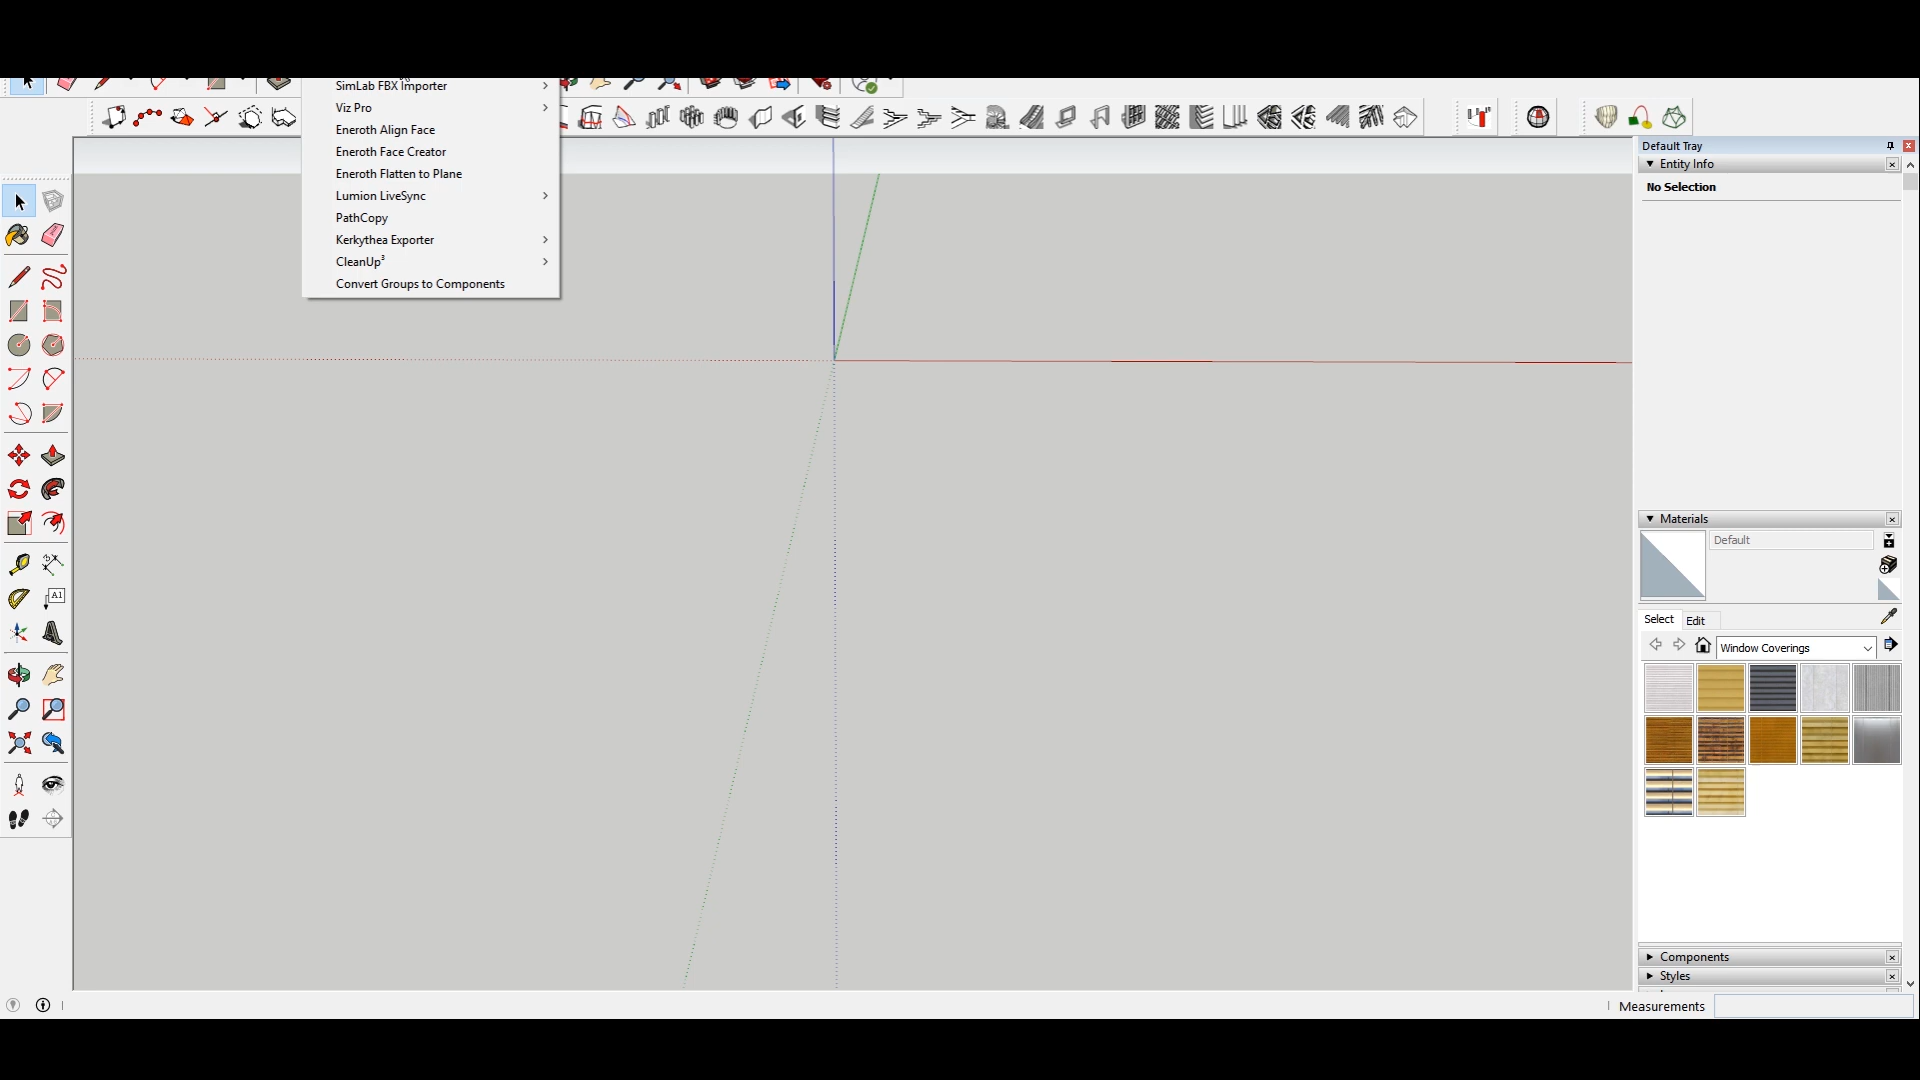 SimLab FBX Importer
Viz Pro
Eneroth Align Face
Eneroth Face Creator
Eneroth Flatten to Plane
Lumion LiveSync
PathCopy
Kerkythea Exporter
CleanUp³
Convert Groups to Components
Default Tray
Entity Info
No Selection
A1
Materials
Default
Select
Edit
Window Coverings
Components
Styles
Measurements